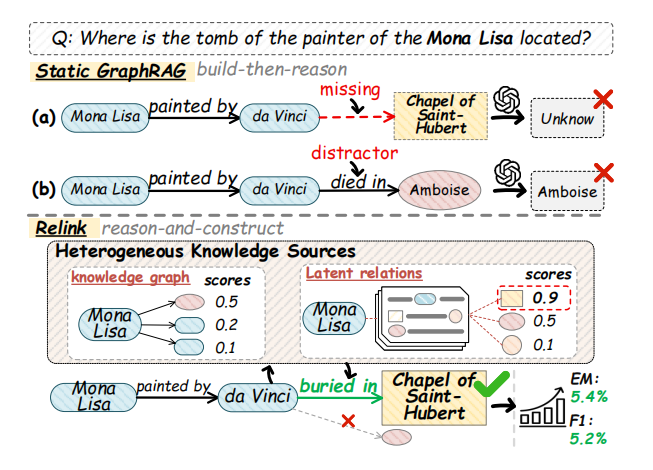 Q: Where is the tomb of the painter of the Mona Lisa located?
Static GraphRAG build-then-reason
(a) Mona Lisa painted by da Vinci missing Chapel of Saint-Hubert Unknow
(b) Mona Lisa painted by da Vinci distractor died in Amboise Amboise
Relink reason-and-construct
Heterogeneous Knowledge Sources
knowledge graph scores
Mona Lisa
0.5
0.2
0.1
Latent relations scores
Mona Lisa
0.9
0.5
0.1
Mona Lisa painted by da Vinci buried in Chapel of Saint-Hubert
EM: 5.4%
F1: 5.2%